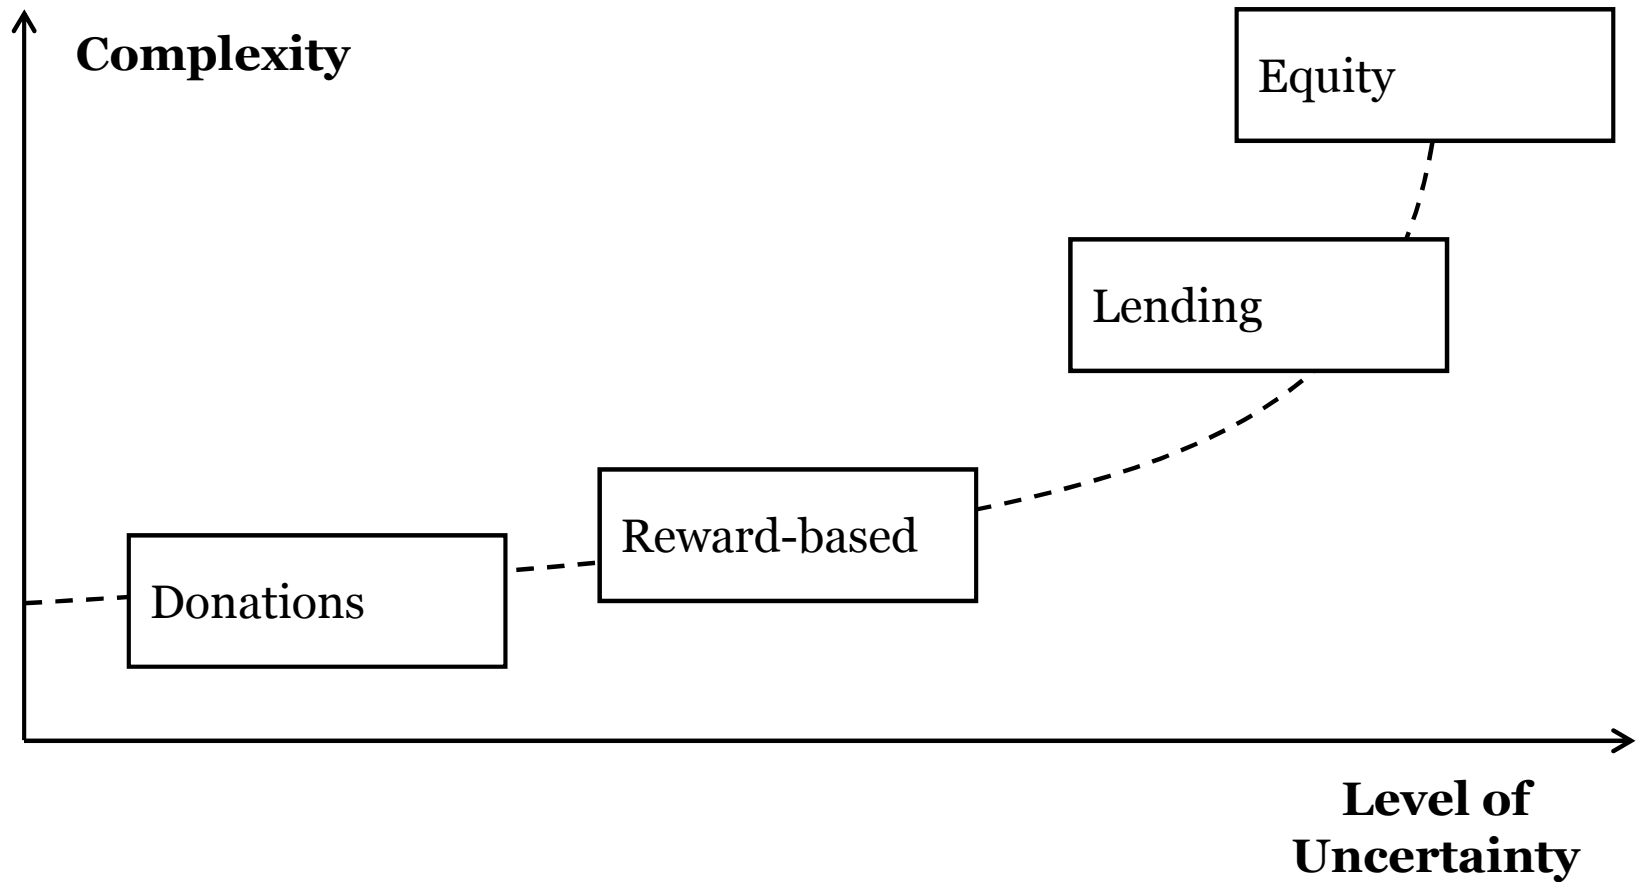 Complexity
Equity
Lending
Reward-based
Donations
Level of
Uncertainty